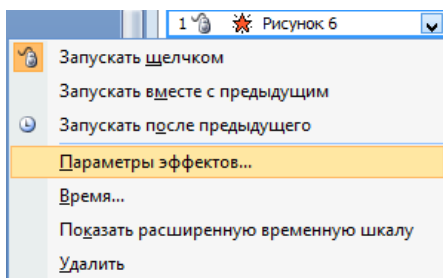 1 Рисунок 6
Запускать щелчком
Запускать вместе с предыдущим
Запускать после предыдущего
Параметры эффектов...
Время...
Показать расширенную временную шкалу
Удалить